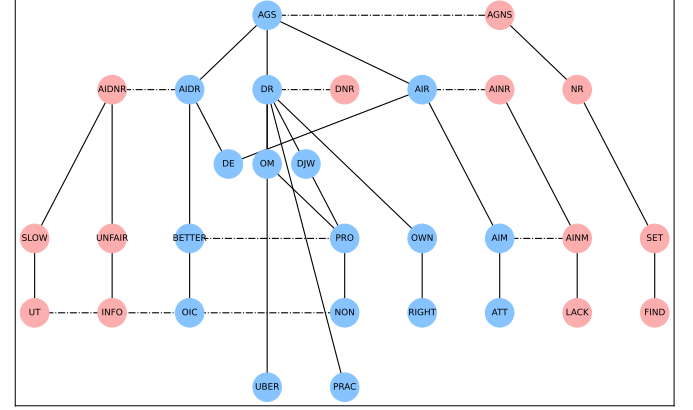 AGS AGNS
AIDNR AIDR DR DNR AIR AINR NR
DE OM DJW
SLOW UNFAIR BETTER PRO OWN AIM AINM SET
UT INFO OIC NON RIGHT ATT LACK FIND
UBER PRAC